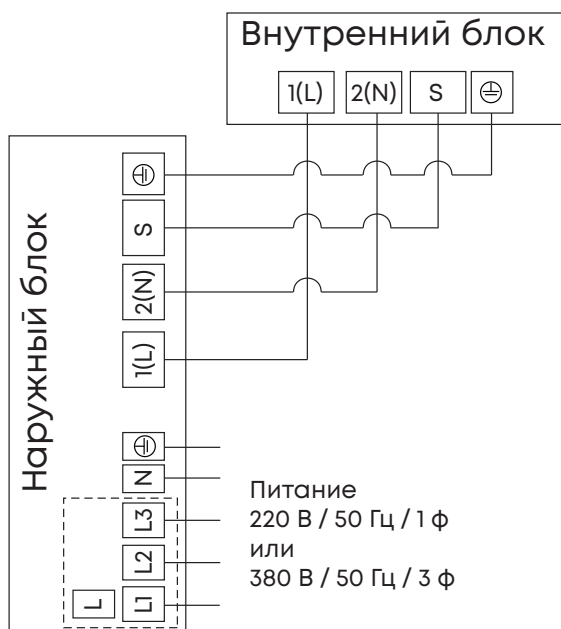 Внутренний блок
1(L) 2(N) S
Наружный блок
S
2(N)
1(L)
N
L3
L2
L L1
Питание
220 В / 50 Гц / 1 ф
или
380 В / 50 Гц / 3 ф